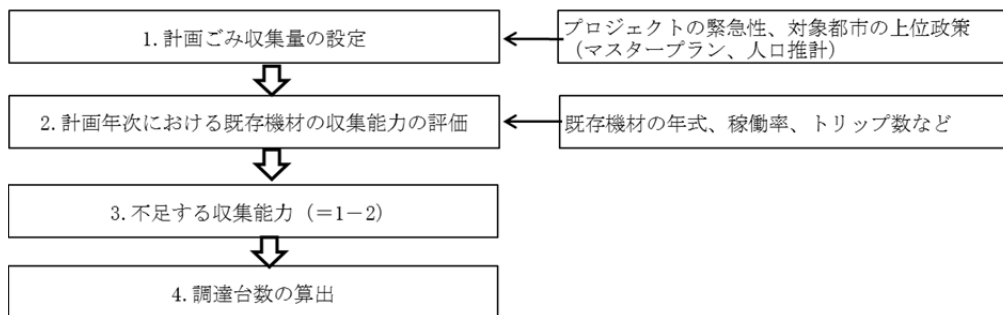 1. 計画ごみ収集量の設定
プロジェクトの緊急性、対象都市の上位政策
（マスタープラン、人口推計）
2. 計画年次における既存機材の収集能力の評価
既存機材の年式、稼働率、トリップ数など
3. 不足する収集能力（＝1－2）
4. 調達台数の算出